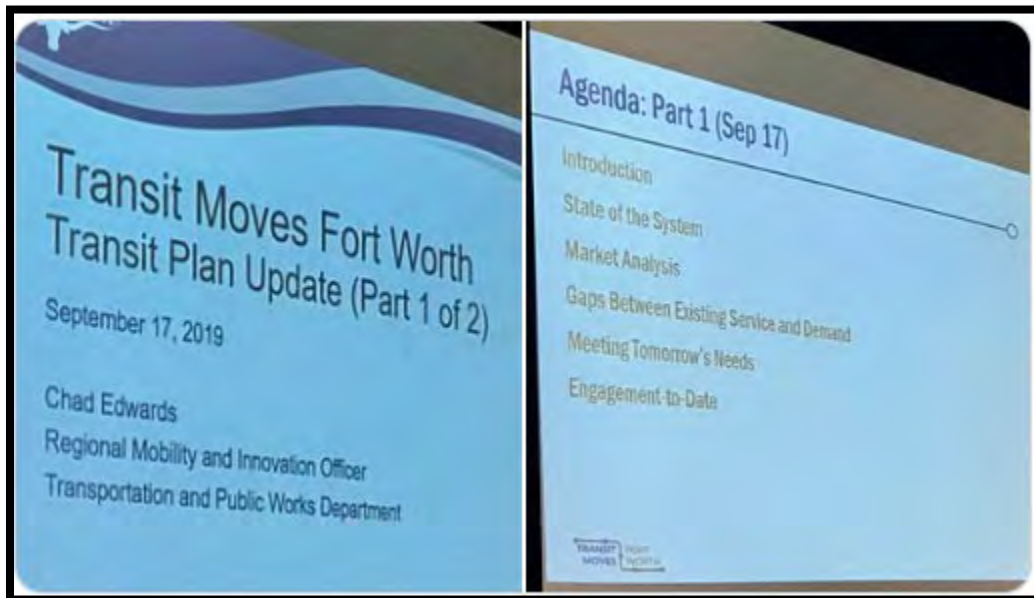 Transit Moves Fort Worth
Transit Plan Update (Part 1 of 2)
September 17, 2019
Chad Edwards
Regional Mobility and Innovation Officer
Transportation and Public Works Department
Agenda: Part 1 (Sep 17)
Introduction
State of the System
Market Analysis
Gaps Between Existing Service and Demand
Meeting Tomorrow's Needs
Engagement-to-Date
TRANSIT FORT
MOVES WORTH